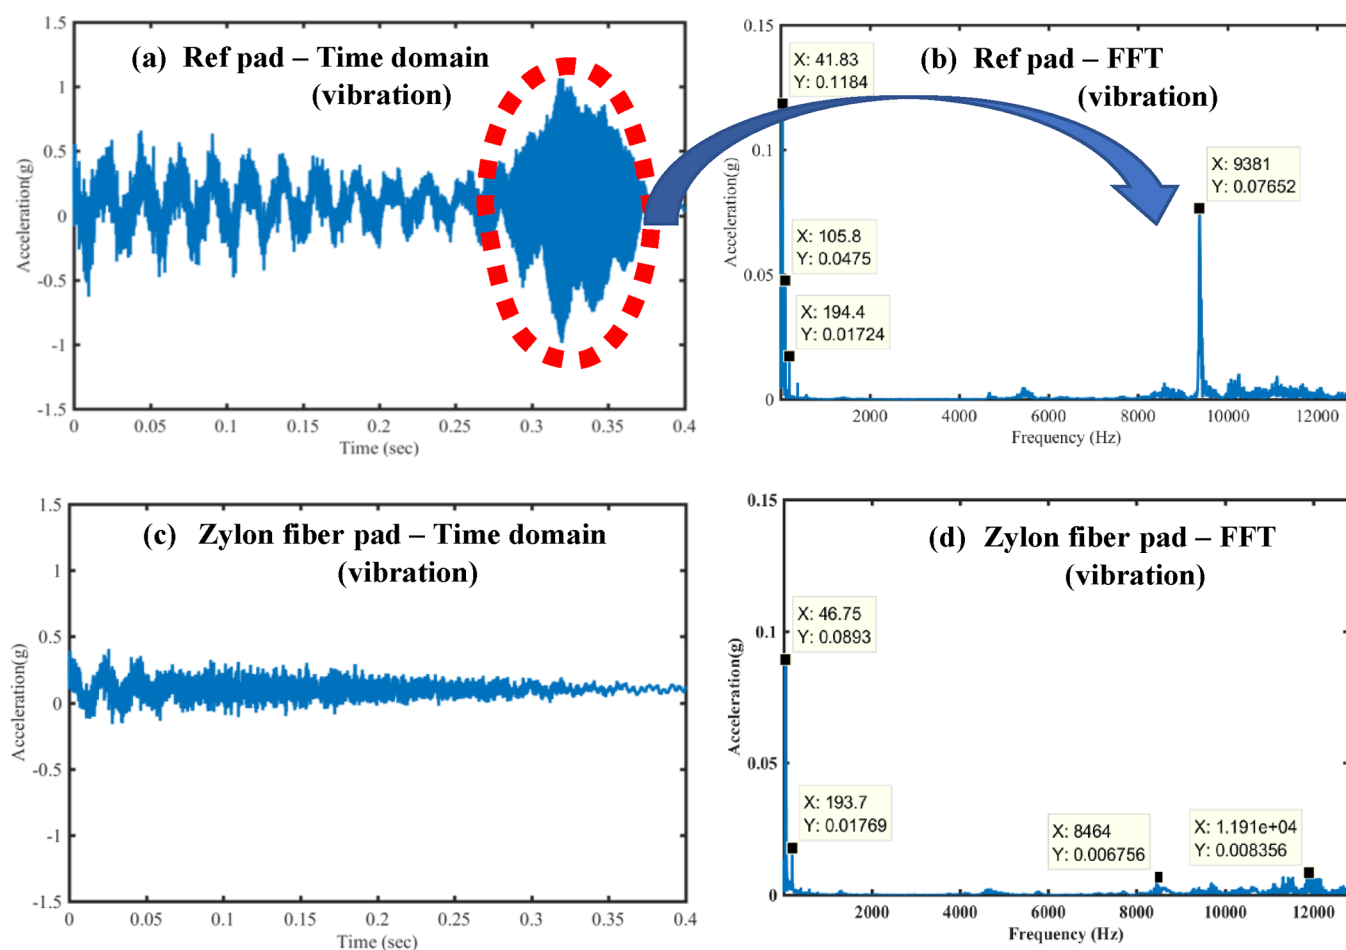 (a) Ref pad – Time domain
(vibration)
1.5
1
0.5
0
-0.5
-1
-1.5
Acceleration(g)
0 0.05 0.1 0.15 0.2 0.25 0.3 0.35 0.4
Time (sec)
(b) Ref pad – FFT
(vibration)
0.15
0.1
0.05
0
Acceleration(g)
X: 41.83
Y: 0.1184
X: 105.8
Y: 0.0475
X: 194.4
Y: 0.01724
X: 9381
Y: 0.07652
2000 4000 6000 8000 10000 12000
Frequency (Hz)
(c) Zylon fiber pad – Time domain
(vibration)
1.5
1
0.5
0
-0.5
-1
-1.5
Acceleration(g)
0 0.05 0.1 0.15 0.2 0.25 0.3 0.35 0.4
Time (sec)
(d) Zylon fiber pad – FFT
(vibration)
0.15
0.1
0.05
0
Acceleration(g)
X: 46.75
Y: 0.0893
X: 193.7
Y: 0.01769
X: 8464
Y: 0.006756
X: 1.191e+04
Y: 0.008356
2000 4000 6000 8000 10000 12000
Frequency (Hz)